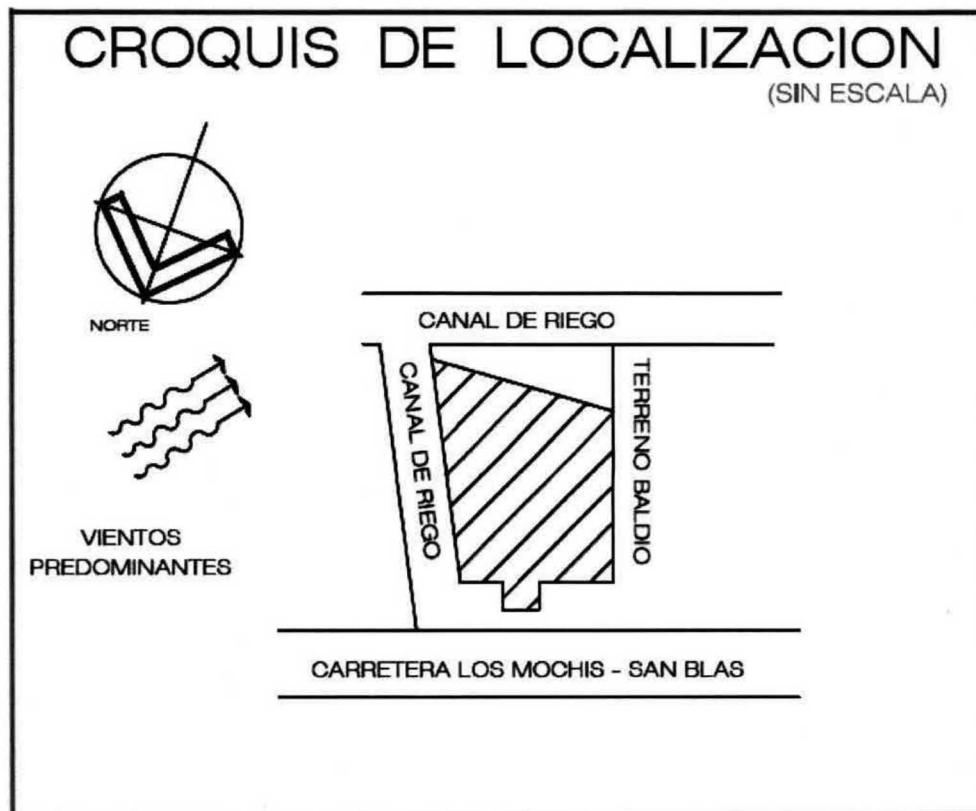 CROQUIS DE LOCALIZACION
(SIN ESCALA)
NORTE
VIENTOS
PREDOMINANTES
CANAL DE RIEGO
CANAL DE RIEGO
TERRENO BALDIO
CARRETERA LOS MOCHIS - SAN BLAS